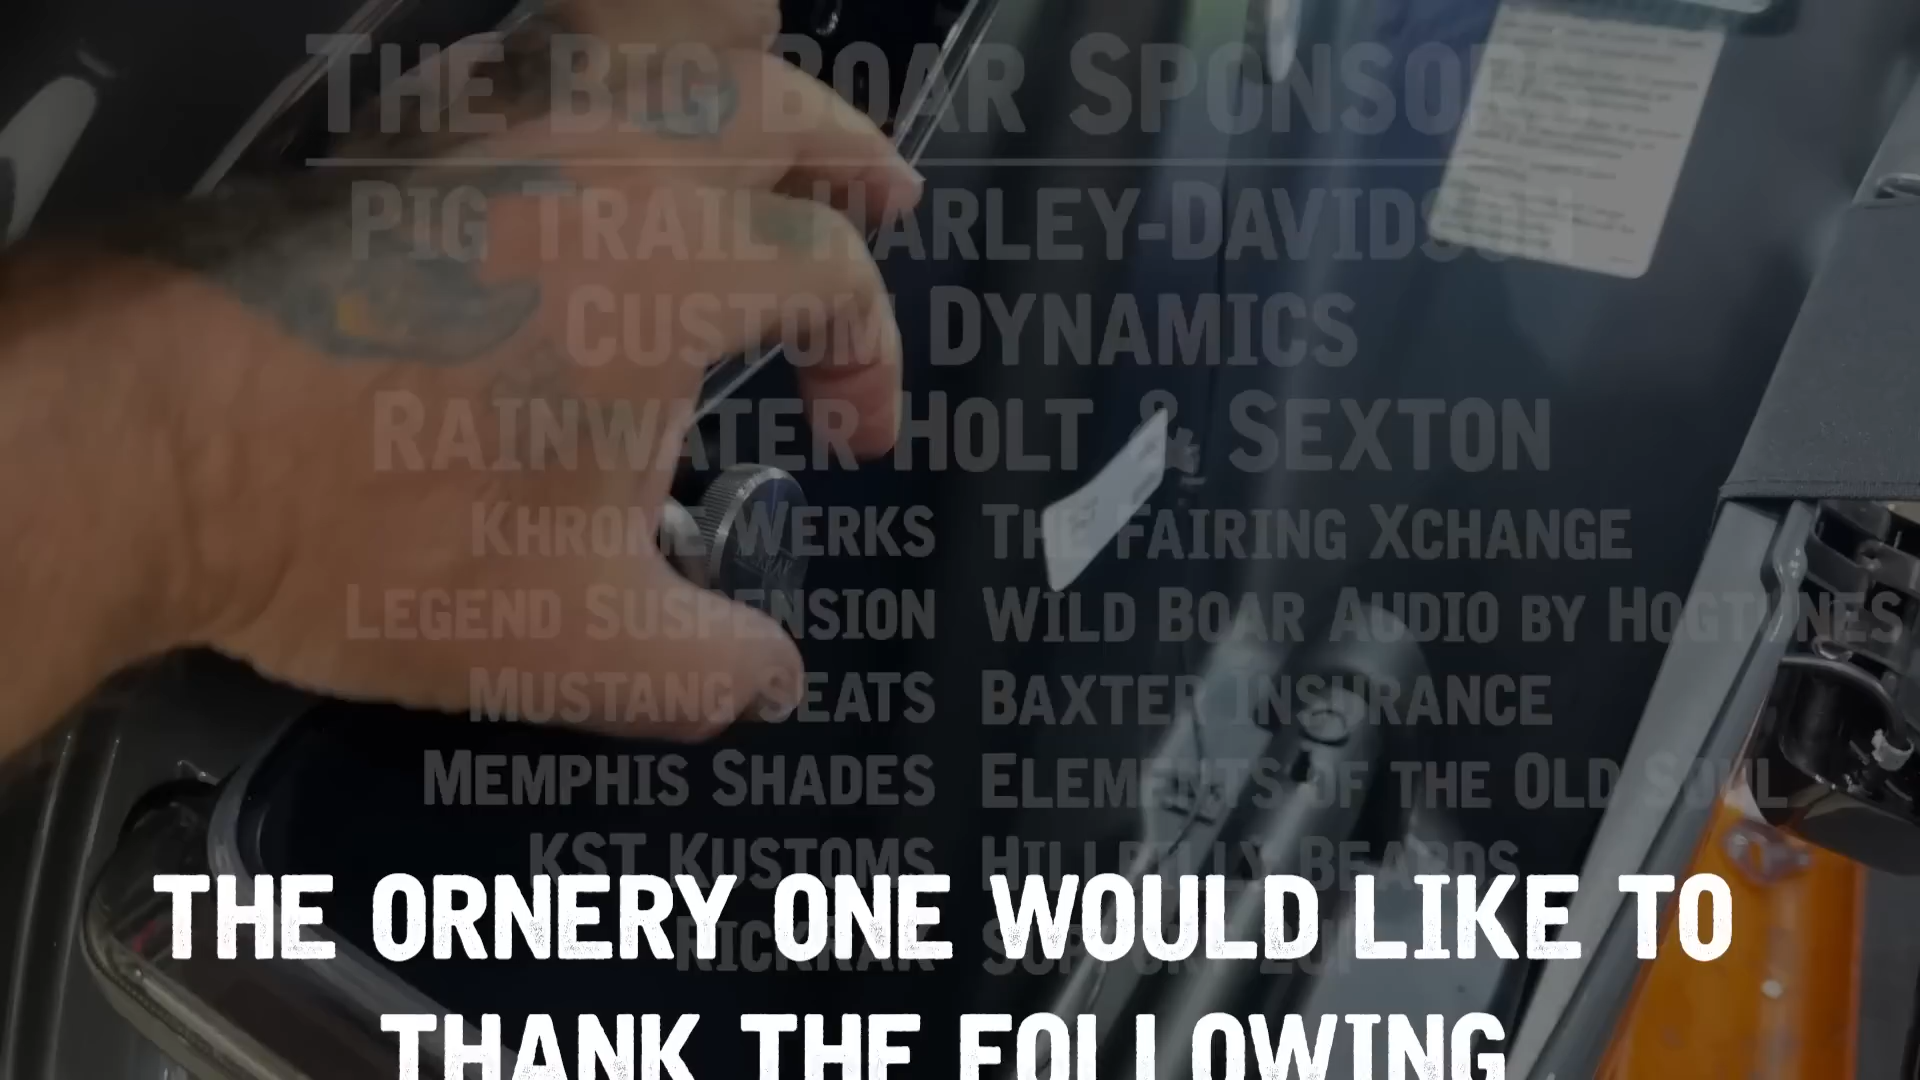 THE BIG BOAR SPONSOR
PIG TRAIL HARLEY-DAVIDSON
CUSTOM DYNAMICS
RAINWATER HOLT & SEXTON
KHROME WERKS THE FAIRING XCHANGE
LEGEND SUSPENSION WILD BOAR AUDIO BY HOGTUNES
MUSTANG SEATS BAXTER INSURANCE
MEMPHIS SHADES ELEMENTS OF THE OLD SOUL
KST KUSTOMS HILLBILLY BEARDS
RICKRAK
THE ORNERY ONE WOULD LIKE TO
THANK THE FOLLOWING